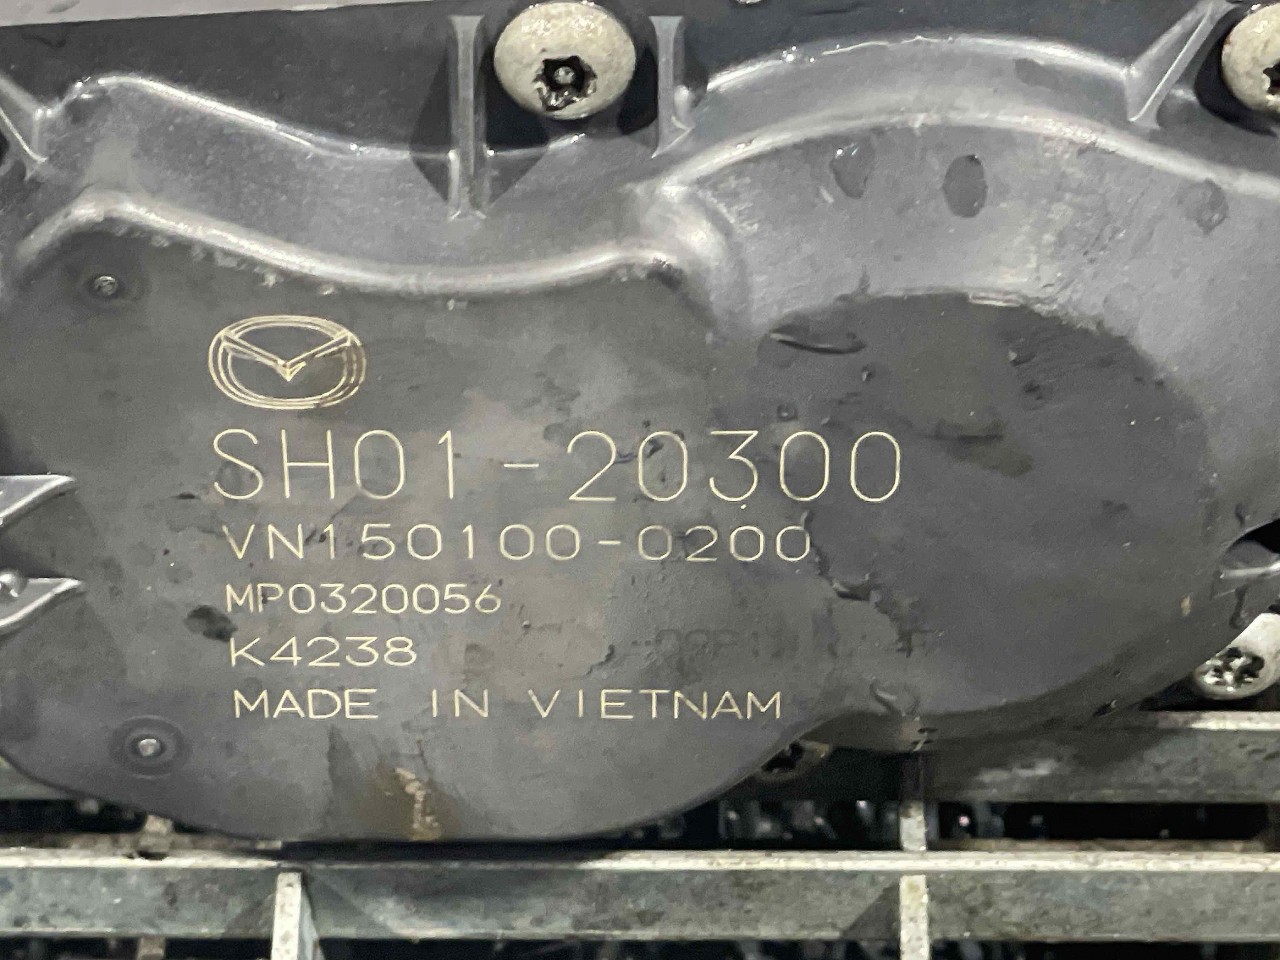 SH01-20300
VN150100-0200
MP0320056
K4238
MADE IN VIETNAM